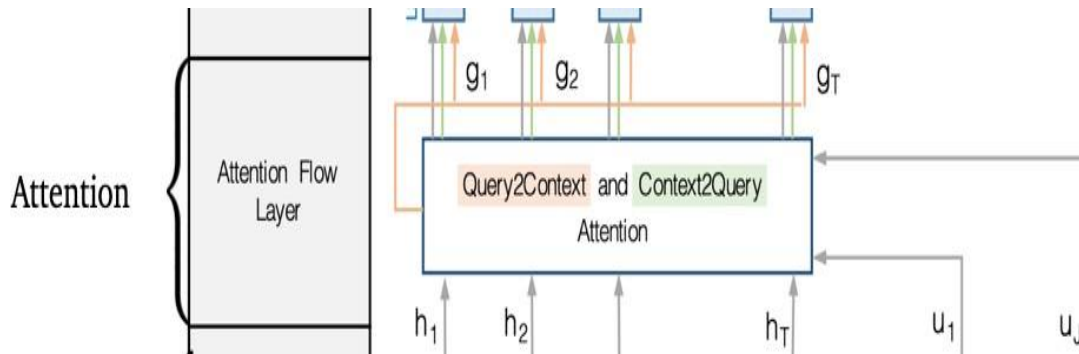 g1 g2 gT
Attention
Attention Flow
Layer
Query2Context and Context2Query
Attention
h1 h2 hT u1 uJ